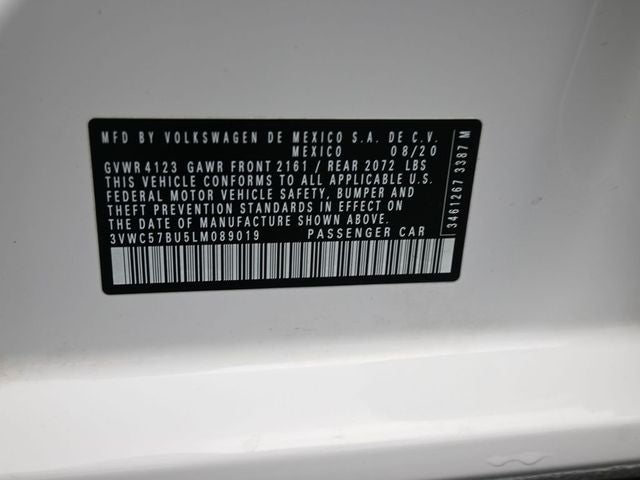 MFD BY VOLKSWAGEN DE MEXICO S.A. DE C.V.
MEXICO 08/20
GVWR 4123 GAWR FRONT 2161 / REAR 2072 LBS
THIS VEHICLE CONFORMS TO ALL APPLICABLE U.S.
FEDERAL MOTOR VEHICLE SAFETY, BUMPER AND
THEFT PREVENTION STANDARDS IN EFFECT ON
THE DATE OF MANUFACTURE SHOWN ABOVE.
3VWC57BU5LM089019 PASSENGER CAR
3461267 3387 M